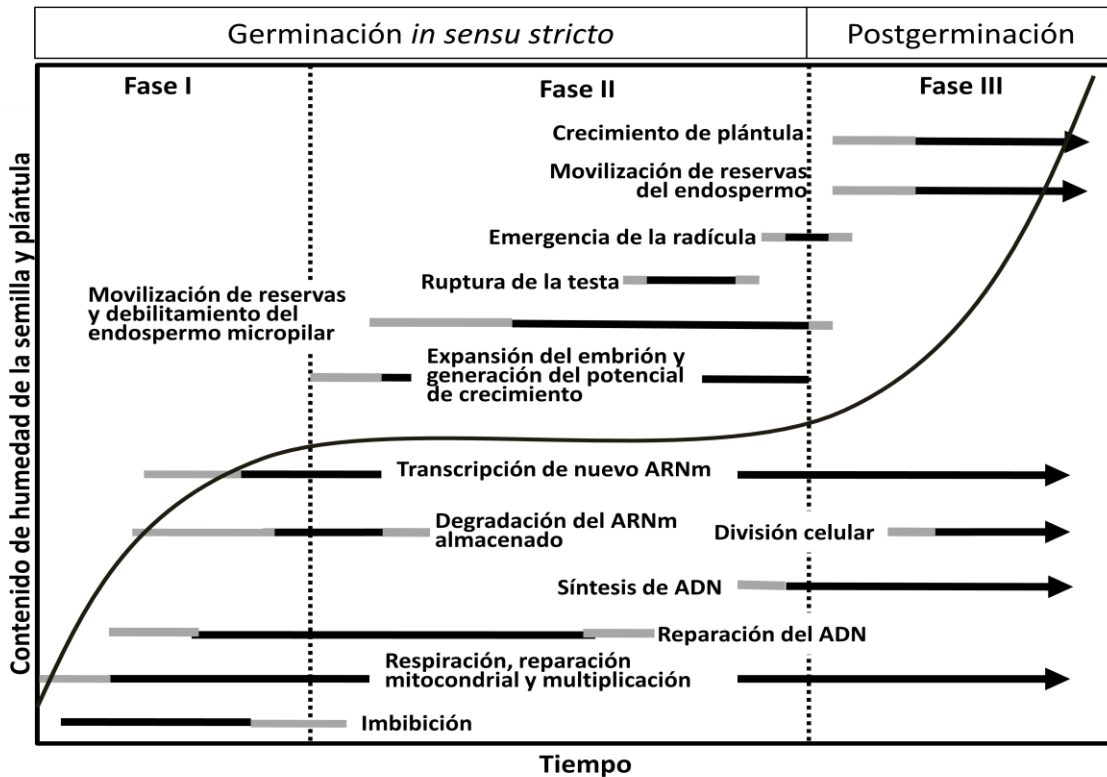 Germinación in sensu stricto
Postgerminación
Fase I
Fase II
Fase III
Crecimiento de plántula
Movilización de reservas
del endospermo
Emergencia de la radícula
Ruptura de la testa
Movilización de reservas
y debilitamiento del
endospermo micropilar
Expansión del embrión y
generación del potencial
de crecimiento
Transcripción de nuevo ARNm
Degradación del ARNm
almacenado
División celular
Síntesis de ADN
Reparación del ADN
Respiración, reparación
mitocondrial y multiplicación
Imbibición
Contenido de humedad de la semilla y plántula
Tiempo